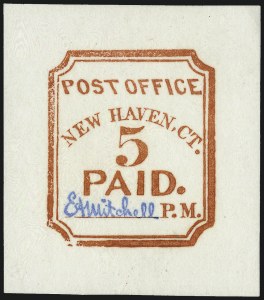 POST OFFICE
NEW HAVEN, CT.
5
PAID.
E A Mitchell P. M.